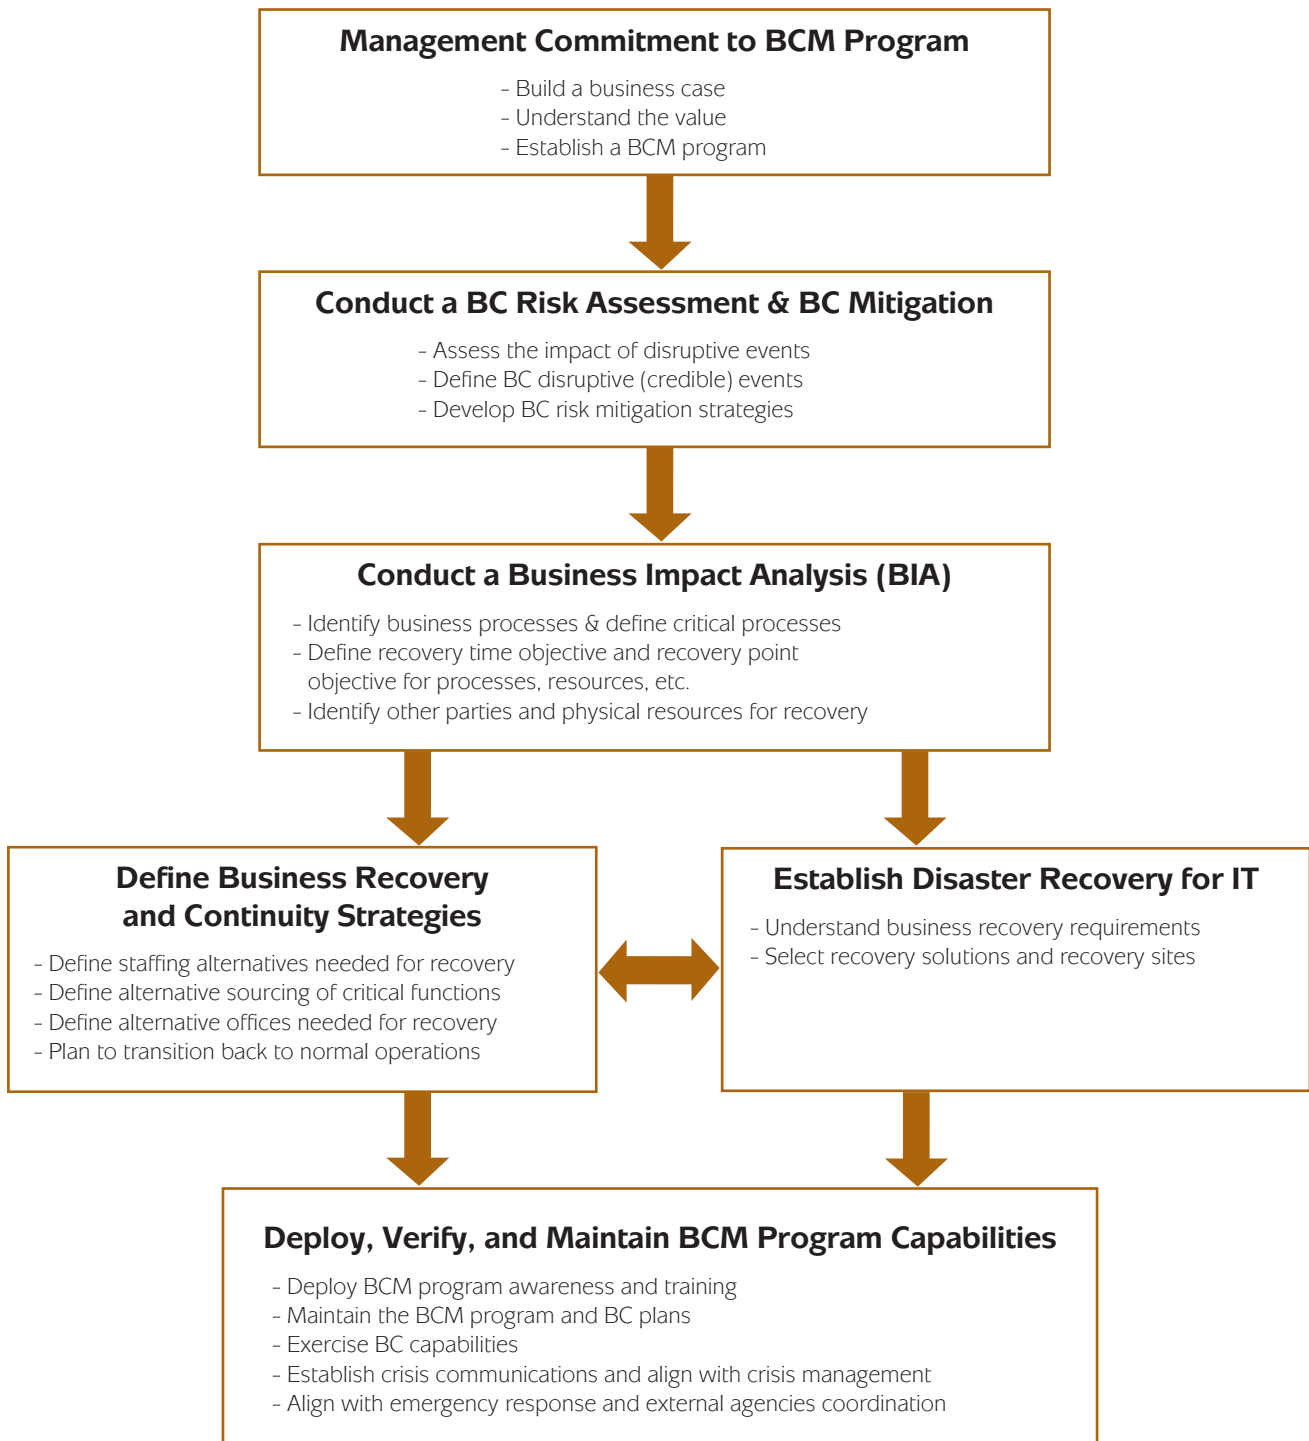 Management Commitment to BCM Program
- Build a business case
- Understand the value
- Establish a BCM program
Conduct a BC Risk Assessment & BC Mitigation
- Assess the impact of disruptive events
- Define BC disruptive (credible) events
- Develop BC risk mitigation strategies
Conduct a Business Impact Analysis (BIA)
- Identify business processes & define critical processes
- Define recovery time objective and recovery point
objective for processes, resources, etc.
- Identify other parties and physical resources for recovery
Define Business Recovery
and Continuity Strategies
- Define staffing alternatives needed for recovery
- Define alternative sourcing of critical functions
- Define alternative offices needed for recovery
- Plan to transition back to normal operations
Establish Disaster Recovery for IT
- Understand business recovery requirements
- Select recovery solutions and recovery sites
Deploy, Verify, and Maintain BCM Program Capabilities
- Deploy BCM program awareness and training
- Maintain the BCM program and BC plans
- Exercise BC capabilities
- Establish crisis communications and align with crisis management
- Align with emergency response and external agencies coordination